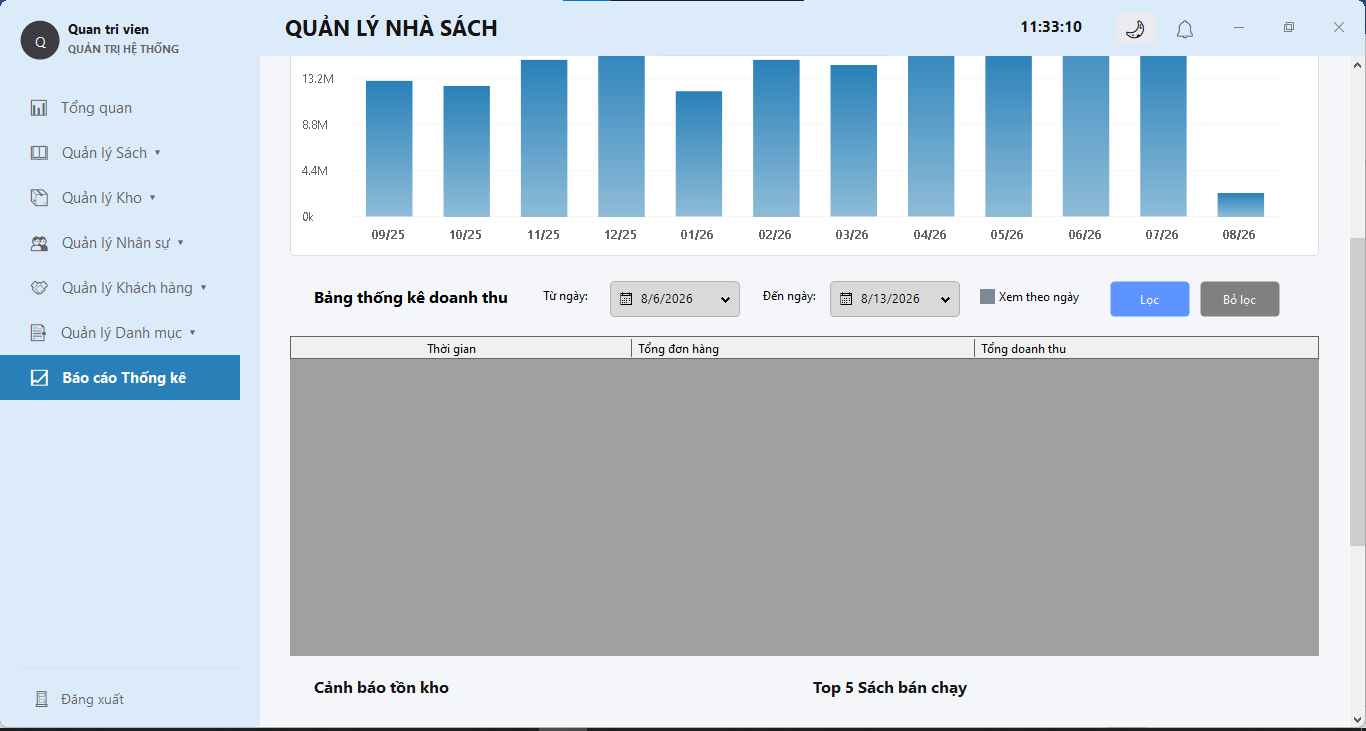 Q
Quan tri vien
QUẢN TRỊ HỆ THỐNG
QUẢN LÝ NHÀ SÁCH
11:33:10
Tổng quan
Quản lý Sách
Quản lý Kho
Quản lý Nhân sự
Quản lý Khách hàng
Quản lý Danh mục
Báo cáo Thống kê
Đăng xuất
13.2M
8.8M
4.4M
0k
09/25 10/25 11/25 12/25 01/26 02/26 03/26 04/26 05/26 06/26 07/26 08/26
Bảng thống kê doanh thu Từ ngày: 8/6/2026 Đến ngày: 8/13/2026 Xem theo ngày Lọc Bỏ lọc
Thời gian Tổng đơn hàng Tổng doanh thu
Cảnh báo tồn kho Top 5 Sách bán chạy